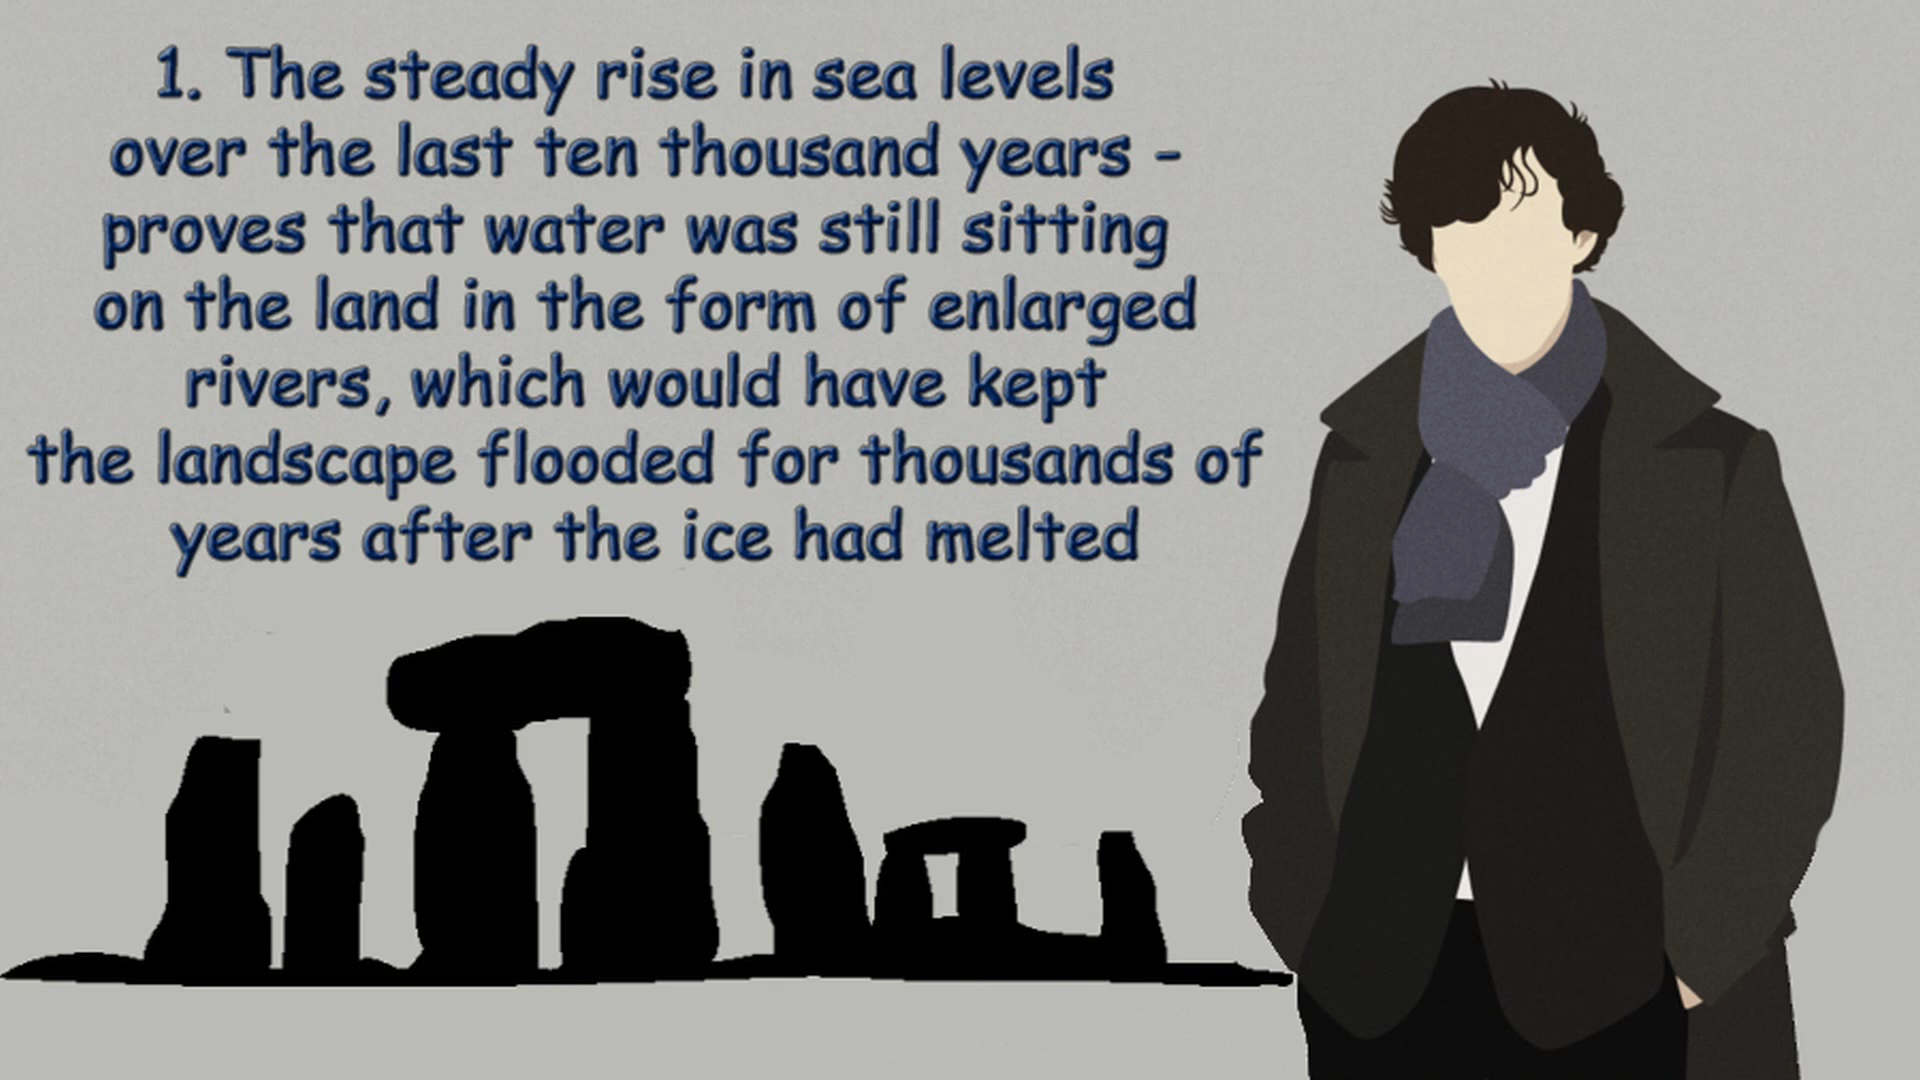 1. The steady rise in sea levels
over the last ten thousand years -
proves that water was still sitting
on the land in the form of enlarged
rivers, which would have kept
the landscape flooded for thousands of
years after the ice had melted